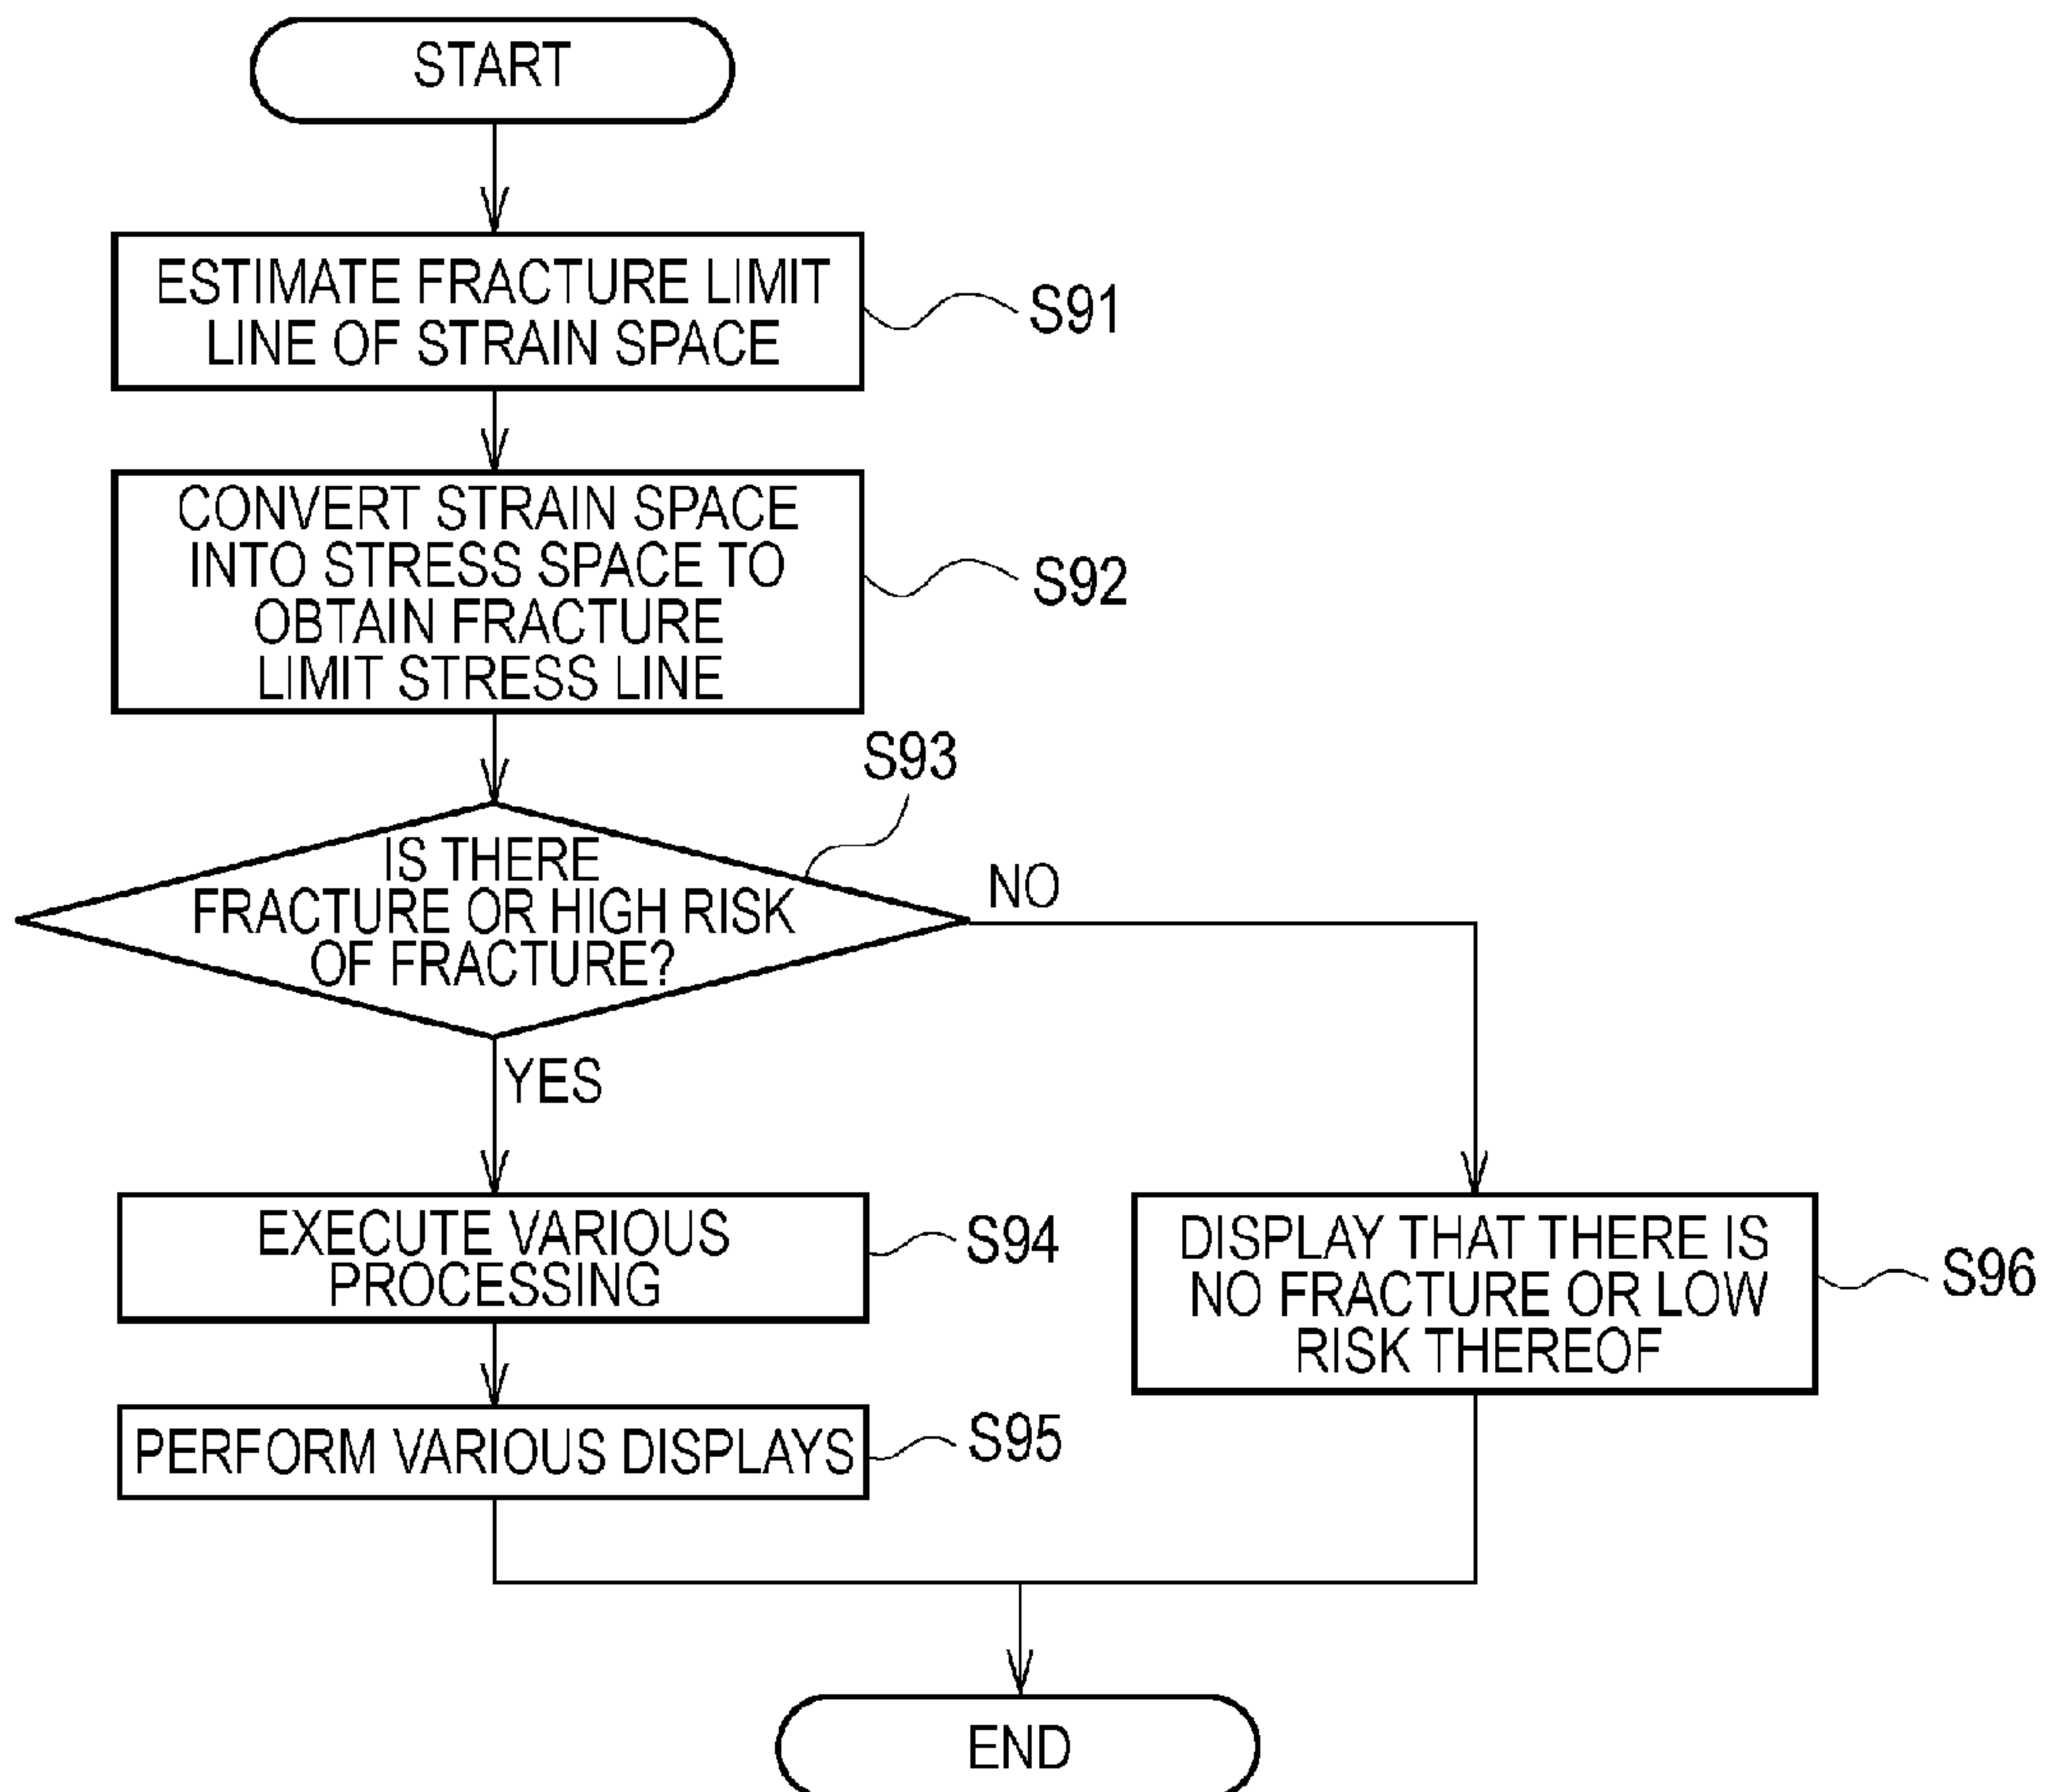 START
ESTIMATE FRACTURE LIMIT
LINE OF STRAIN SPACE
S91
CONVERT STRAIN SPACE
INTO STRESS SPACE TO
OBTAIN FRACTURE
LIMIT STRESS LINE
S92
S93
IS THERE
FRACTURE OR HIGH RISK
OF FRACTURE?
NO
YES
EXECUTE VARIOUS
PROCESSING
S94
DISPLAY THAT THERE IS
NO FRACTURE OR LOW
RISK THEREOF
S96
PERFORM VARIOUS DISPLAYS
S95
END